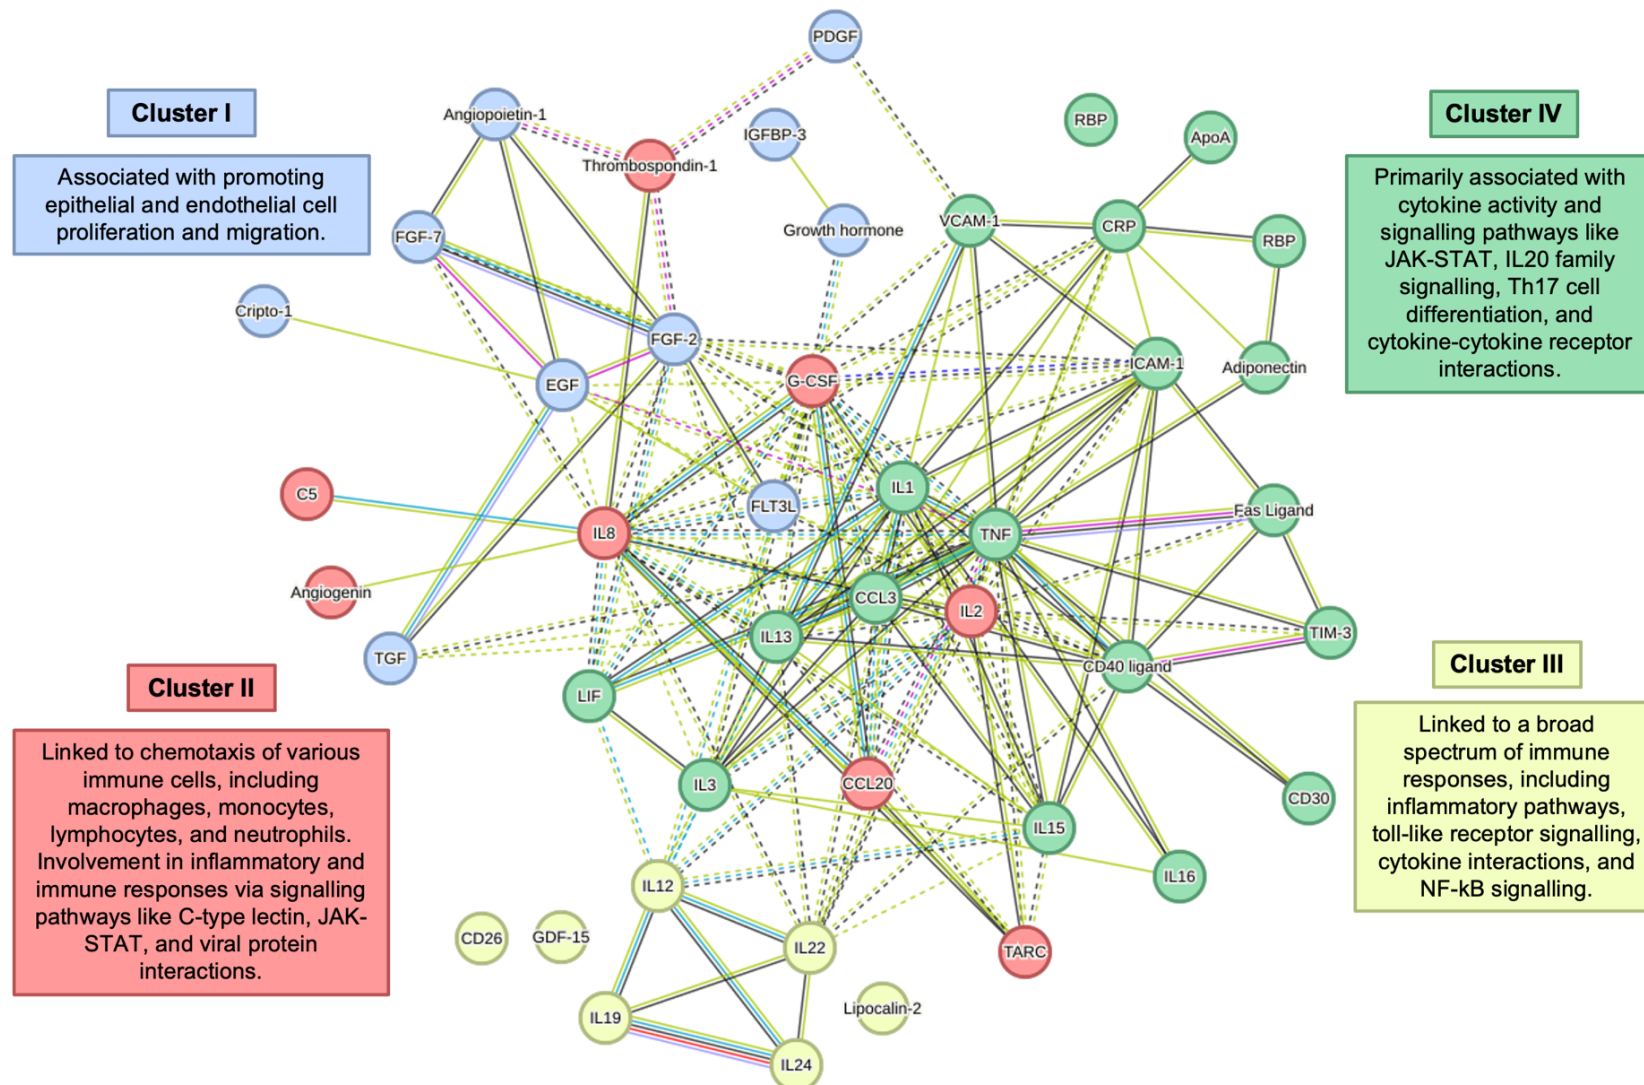 PDGF
Cluster I
Angiopoietin-1
Cluster IV
RBP
IGFBP-3
ApoA
Thrombospondin-1
Associated with promoting
epithelial and endothelial cell
proliferation and migration.
Primarily associated with
cytokine activity and
signalling pathways like
JAK-STAT, IL20 family
signalling, Th17 cell
differentiation, and
cytokine-cytokine receptor
interactions.
FGF-7
Growth hormone
VCAM-1
CRP
RBP
Cripto-1
FGF-2
EGF
G-CSF
ICAM-1
Adiponectin
C5
IL8
FLT3L
IL1
TNF
Fas Ligand
Angiogenin
CCL3
IL2
IL13
TIM-3
TGF
CD40 ligand
LIF
Cluster II
Linked to chemotaxis of various
immune cells, including
macrophages, monocytes,
lymphocytes, and neutrophils.
Involvement in inflammatory and
immune responses via signalling
pathways like C-type lectin, JAK-
STAT, and viral protein
interactions.
Cluster III
Linked to a broad
spectrum of immune
responses, including
inflammatory pathways,
toll-like receptor signalling,
cytokine interactions, and
NF-kB signalling.
IL3
CCL20
CD30
IL15
IL16
IL12
CD26
GDF-15
IL22
TARC
IL19
Lipocalin-2
IL24